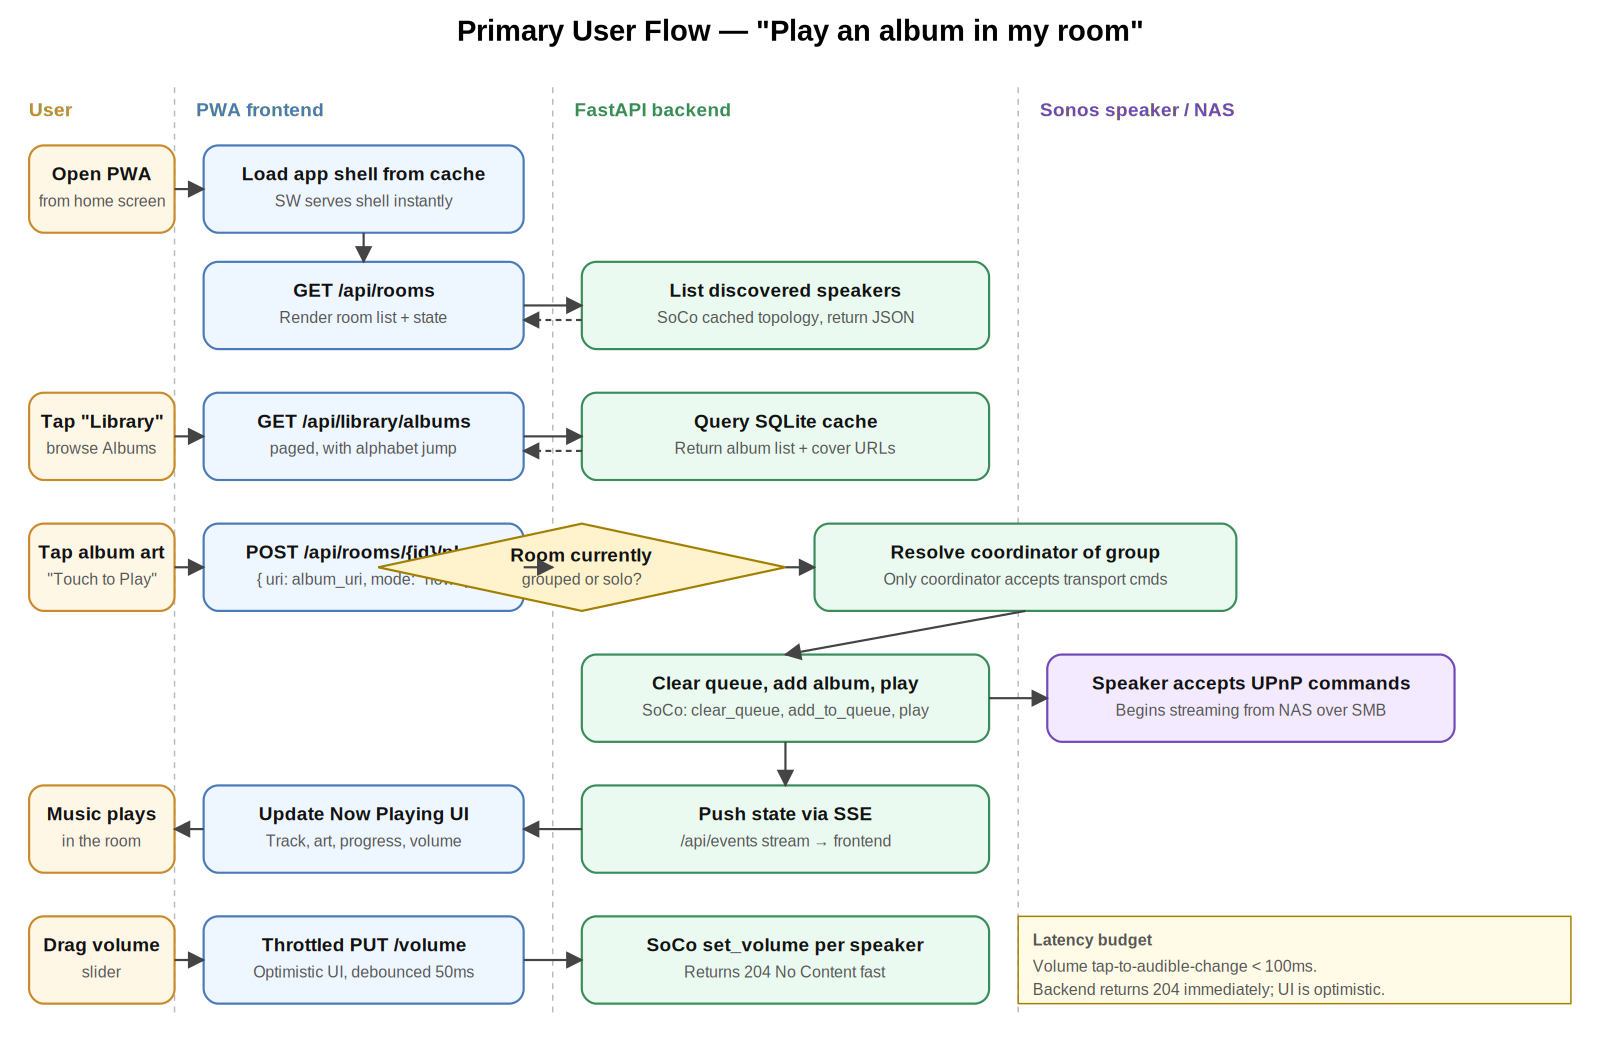 Primary User Flow — "Play an album in my room"
User
PWA frontend
FastAPI backend
Sonos speaker / NAS
Open PWA
from home screen
Load app shell from cache
SW serves shell instantly
GET /api/rooms
Render room list + state
List discovered speakers
SoCo cached topology, return JSON
Tap "Library"
browse Albums
GET /api/library/albums
paged, with alphabet jump
Query SQLite cache
Return album list + cover URLs
Tap album art
"Touch to Play"
POST /api/rooms/{id}/
{ uri: album_uri, mode:
Room currently
grouped or solo?
Resolve coordinator of group
Only coordinator accepts transport cmds
Clear queue, add album, play
SoCo: clear_queue, add_to_queue, play
Speaker accepts UPnP commands
Begins streaming from NAS over SMB
Music plays
in the room
Update Now Playing UI
Track, art, progress, volume
Push state via SSE
/api/events stream → frontend
Drag volume
slider
Throttled PUT /volume
Optimistic UI, debounced 50ms
SoCo set_volume per speaker
Returns 204 No Content fast
Latency budget
Volume tap-to-audible-change < 100ms.
Backend returns 204 immediately; UI is optimistic.